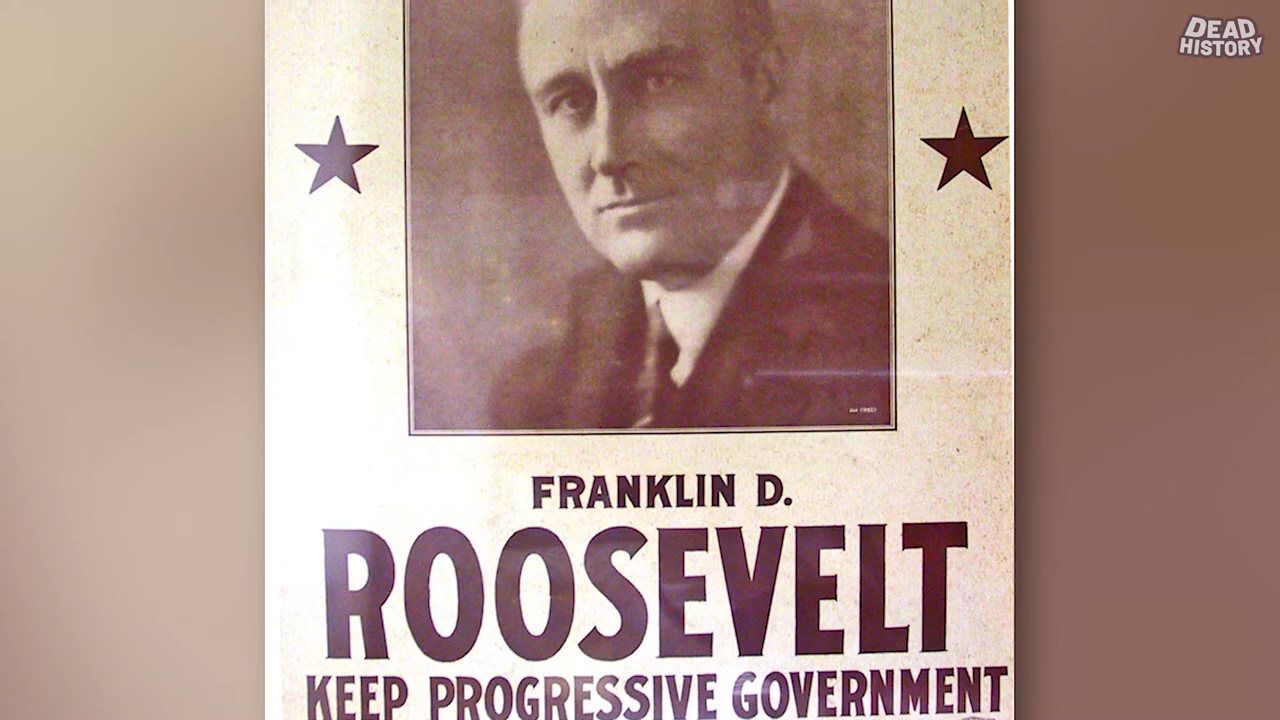 DEAD
HISTORY
FRANKLIN D.
ROOSEVELT
KEEP PROGRESSIVE GOVERNMENT